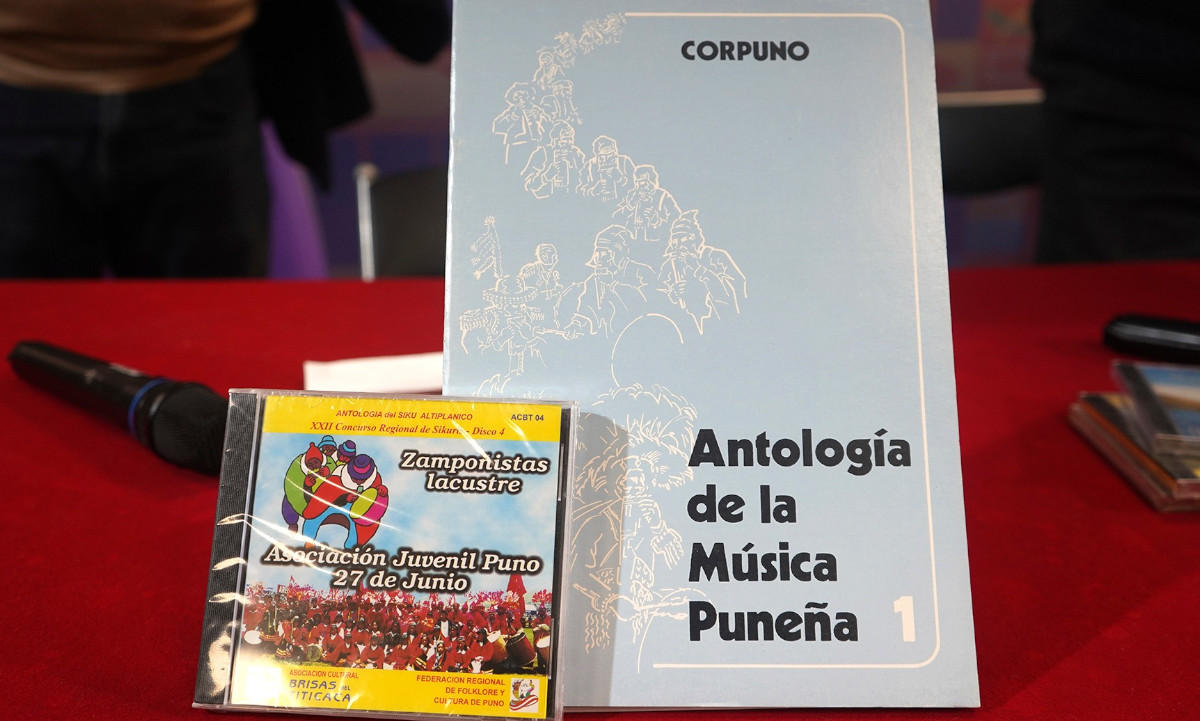 CORPUNO
Antología
de la
Música
Puneña 1
ANTOLOGIA del SIKU ALTIPLANICO ACBT 04
XXII Concurso Regional de - Disco 4
Zamponistas
lacustre
Asociación Juvenil Puno
27 de Junio
ASOCIACION CULTURAL
BRISAS DEL
TITICACA
FEDERACION REGIONAL
DE FOLKLORE Y
CULTURA DE PUNO